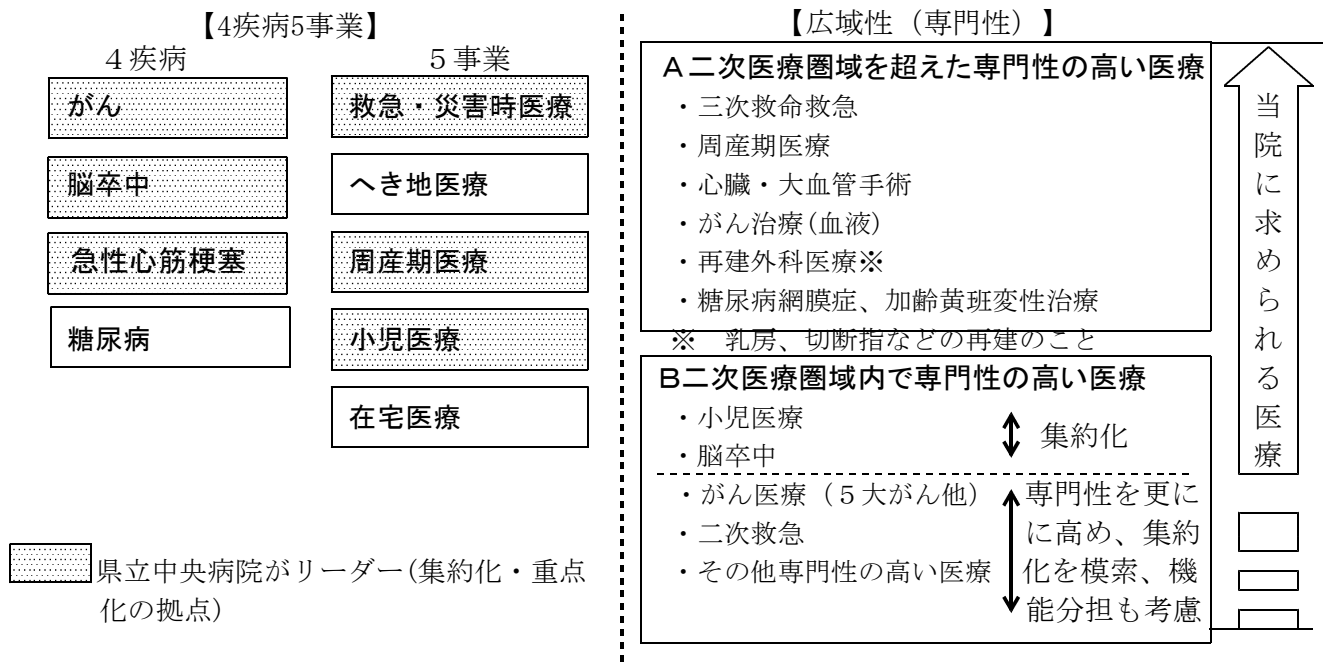 【4疾病5事業】
４疾病
がん
脳卒中
急性心筋梗塞
糖尿病
５事業
救急・災害時医療
へき地医療
周産期医療
小児医療
在宅医療
県立中央病院がリーダー(集約化・重点
化の拠点)
【広域性（専門性）】
Ａ二次医療圏域を超えた専門性の高い医療
・三次救命救急
・周産期医療
・心臓・大血管手術
・がん治療(血液)
・再建外科医療※
・糖尿病網膜症、加齢黄斑変性治療
※　乳房、切断指などの再建のこと
Ｂ二次医療圏域内で専門性の高い医療
・小児医療
・脳卒中
集約化
・がん医療（５大がん他）
・二次救急
・その他専門性の高い医療
専門性を更に
に高め、集約
化を模索、機
能分担も考慮
当院に求められる医療